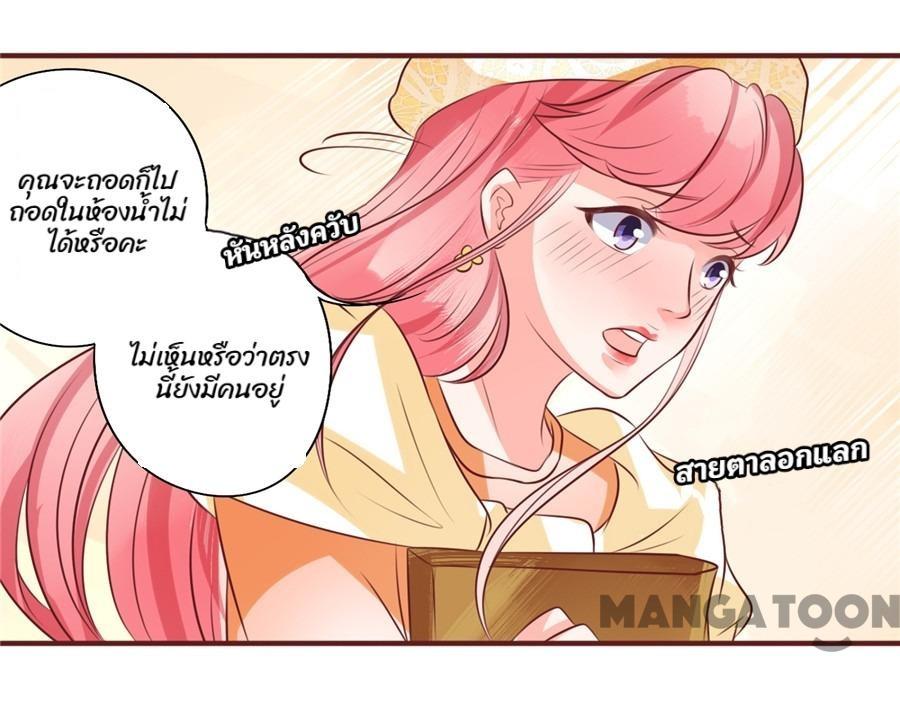 คุณจะถอดก็ไป
ถอดในห้องน้ำไม่
ได้หรือคะ
หันหลังควับ
ไม่เห็นหรือว่าตรง
นี้ยังมีคนอยู่
สายตาลอกแลก
MANGATOON